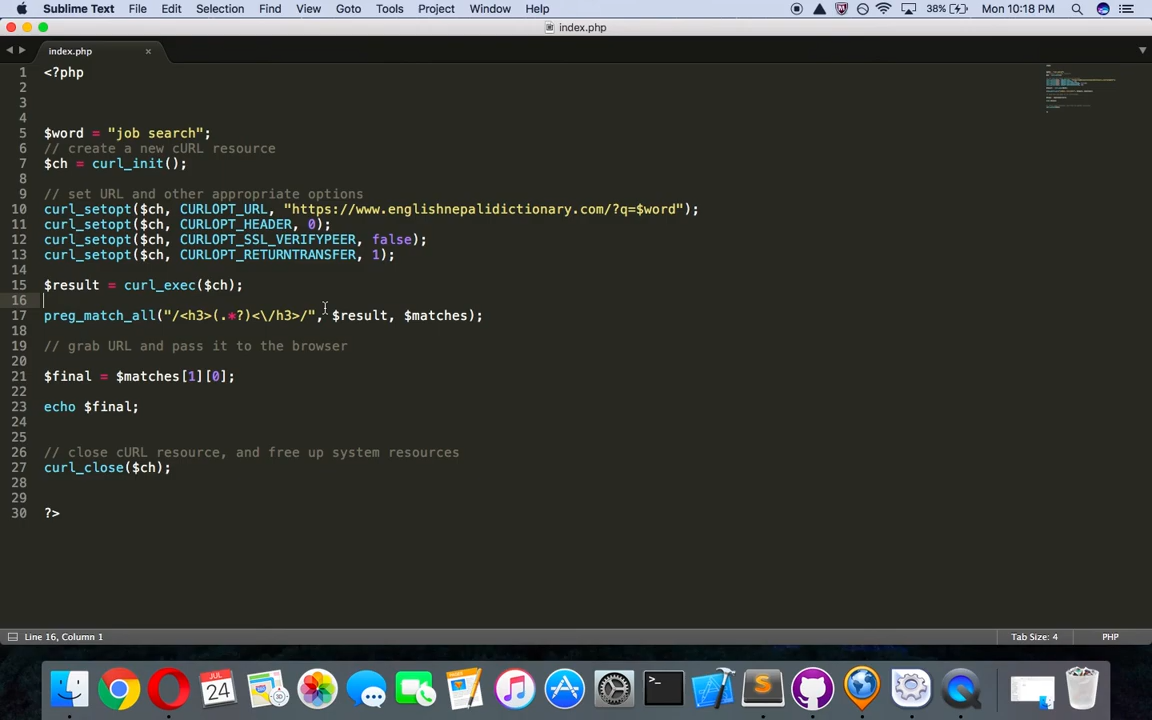 Sublime Text File Edit Selection Find View Goto Tools Project Window Help 38% Mon 10:18 PM
index.php
index.php
1 <?php
2
3
4
5 $word = "job search";
6 // create a new cURL resource
7 $ch = curl_init();
8
9 // set URL and other appropriate options
10 curl_setopt($ch, CURLOPT_URL, "https://www.englishnepalidictionary.com/?q=$word");
11 curl_setopt($ch, CURLOPT_HEADER, 0);
12 curl_setopt($ch, CURLOPT_SSL_VERIFYPEER, false);
13 curl_setopt($ch, CURLOPT_RETURNTRANSFER, 1);
14
15 $result = curl_exec($ch);
16
17 preg_match_all("/<h3>(.*?)<\/h3>/", $result, $matches);
18
19 // grab URL and pass it to the browser
20
21 $final = $matches[1][0];
22
23 echo $final;
24
25
26 // close cURL resource, and free up system resources
27 curl_close($ch);
28
29
30 ?>
Line 16, Column 1 Tab Size: 4 PHP
JUL
24